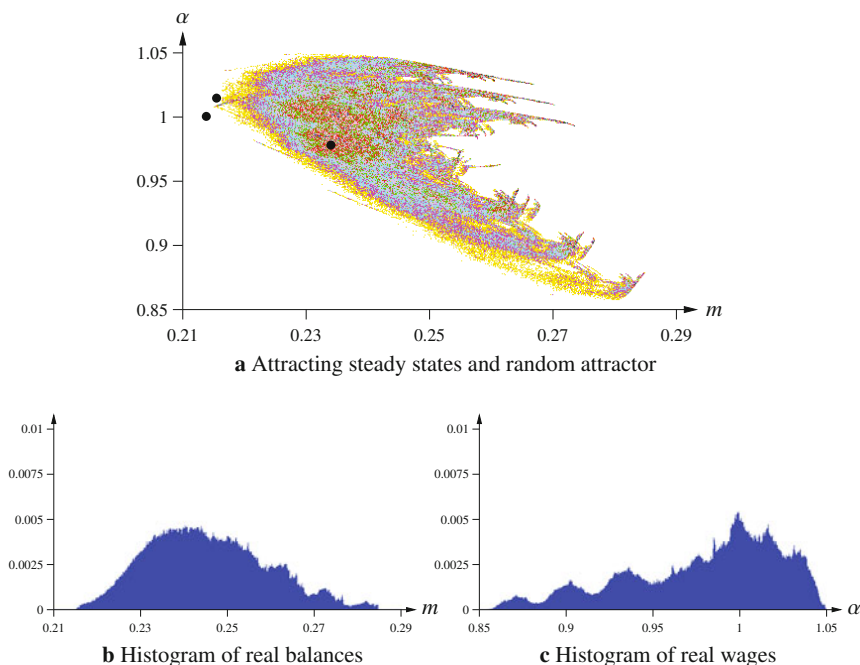 α
1.05
1
0.95
0.9
0.85
0.21 0.23 0.25 0.27 0.29 m
a Attracting steady states and random attractor
0.01
0.0075
0.005
0.0025
0
0.21 0.23 0.25 0.27 0.29 m
b Histogram of real balances
0.01
0.0075
0.005
0.0025
0
0.85 0.9 0.95 1 1.05 α
c Histogram of real wages